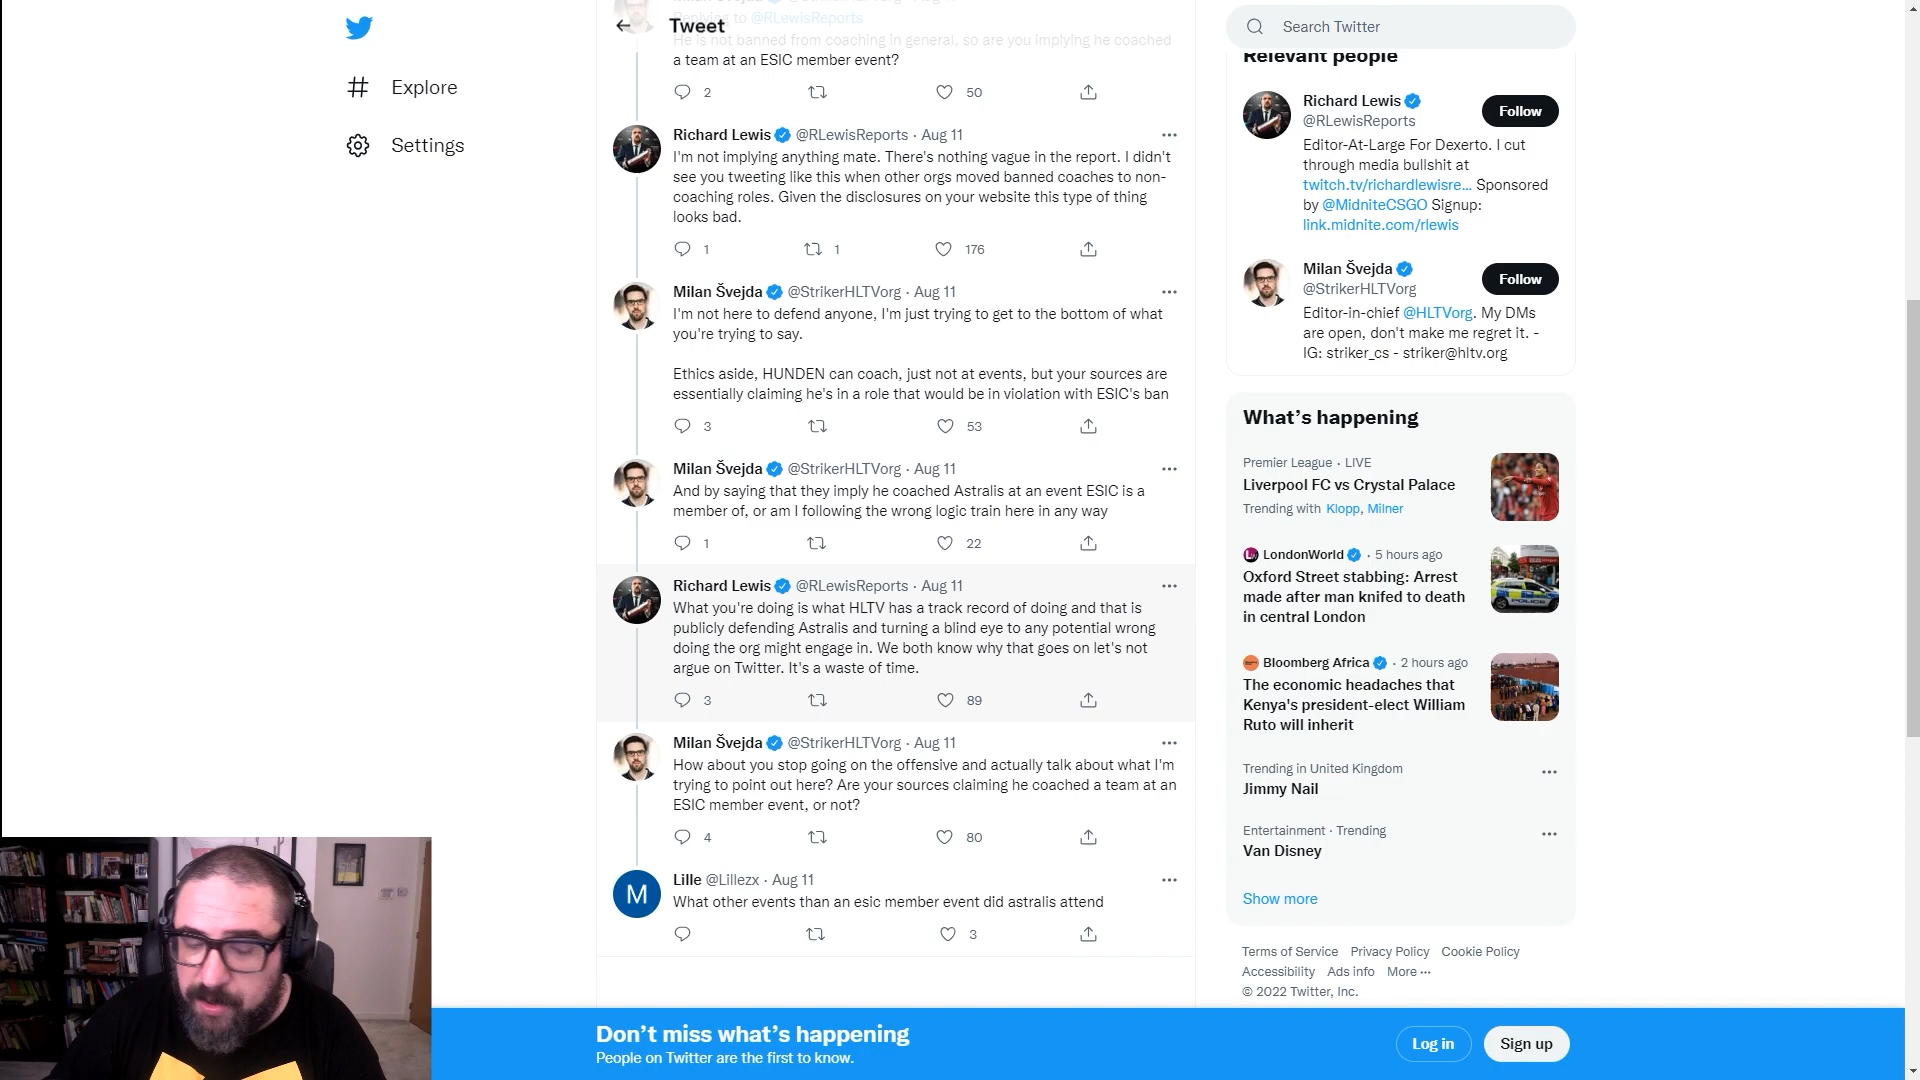 Explore
Settings
Tweet
Replying to @RLewisReports
He is not banned from coaching in general, so are you implying he coached
a team at an ESIC member event?
2
50
Richard Lewis @RLewisReports · Aug 11
I'm not implying anything mate. There's nothing vague in the report. I didn't
see you tweeting like this when other orgs moved banned coaches to non-
coaching roles. Given the disclosures on your website this type of thing
looks bad.
1
1
176
Milan Švejda @StrikerHLTVorg · Aug 11
I'm not here to defend anyone, I'm just trying to get to the bottom of what
you're trying to say.
Ethics aside, HUNDEN can coach, just not at events, but your sources are
essentially claiming he's in a role that would be in violation with ESIC's ban
3
53
Milan Švejda @StrikerHLTVorg · Aug 11
And by saying that they imply he coached Astralis at an event ESIC is a
member of, or am I following the wrong logic train here in any way
1
22
Richard Lewis @RLewisReports · Aug 11
What you're doing is what HLTV has a track record of doing and that is
publicly defending Astralis and turning a blind eye to any potential wrong
doing the org might engage in. We both know why that goes on let's not
argue on Twitter. It's a waste of time.
3
89
Milan Švejda @StrikerHLTVorg · Aug 11
How about you stop going on the offensive and actually talk about what I'm
trying to point out here? Are your sources claiming he coached a team at an
ESIC member event, or not?
4
80
M
Lille @Lillezx · Aug 11
What other events than an esic member event did astralis attend
3
Search Twitter
Relevant people
Richard Lewis
@RLewisReports
Follow
Editor-At-Large For Dexerto. I cut
through media bullshit at
twitch.tv/richardlewisre... Sponsored
by @MidniteCSGO Signup:
link.midnite.com/rlewis
Milan Švejda
@StrikerHLTVorg
Follow
Editor-in-chief @HLTVorg. My DMs
are open, don't make me regret it. -
IG: striker_cs - striker@hltv.org
What's happening
Premier League · LIVE
Liverpool FC vs Crystal Palace
Trending with Klopp, Milner
LondonWorld · 5 hours ago
Oxford Street stabbing: Arrest
made after man knifed to death
in central London
Bloomberg Africa · 2 hours ago
The economic headaches that
Kenya's president-elect William
Ruto will inherit
Trending in United Kingdom
Jimmy Nail
Entertainment · Trending
Van Disney
Show more
Terms of Service Privacy Policy Cookie Policy
Accessibility Ads info More ···
© 2022 Twitter, Inc.
Don't miss what's happening
People on Twitter are the first to know.
Log in
Sign up